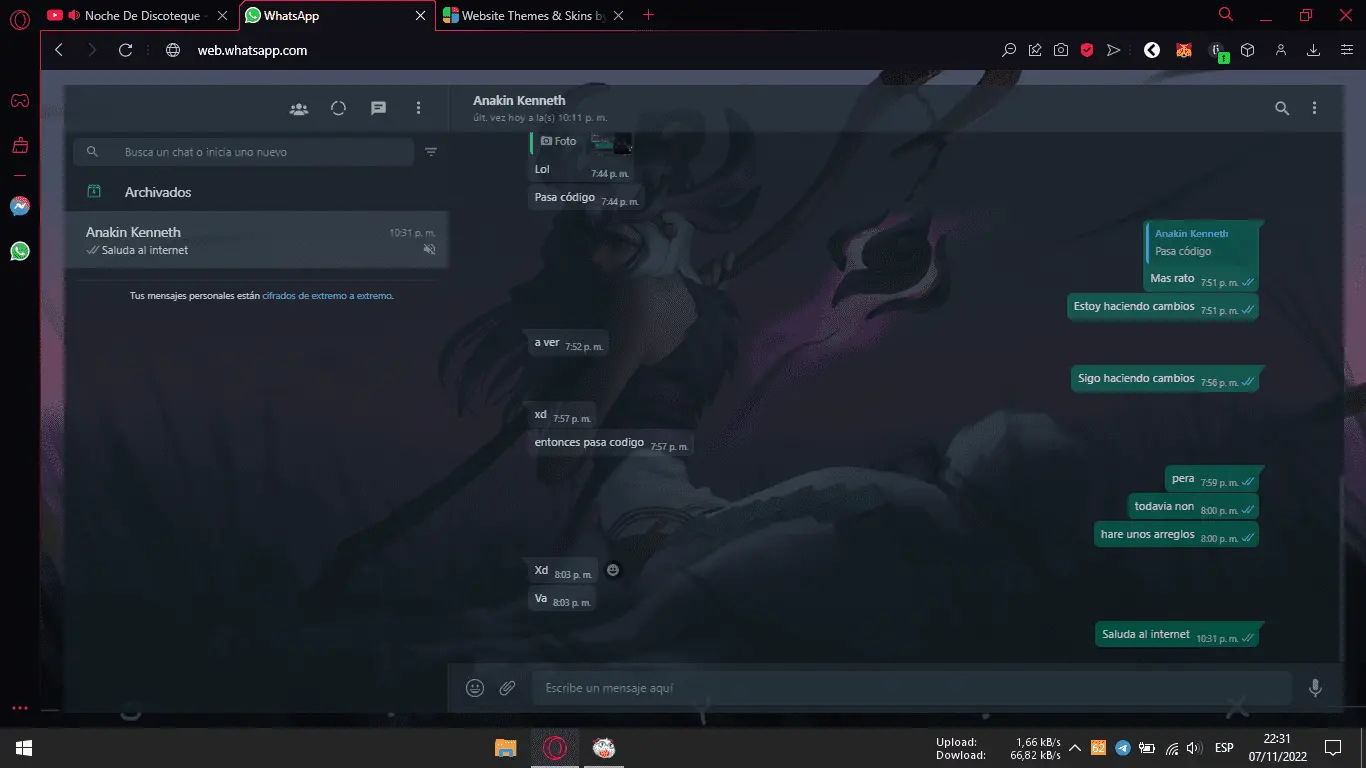 Noche De Discoteque -
WhatsApp
Website Themes & Skins by
web.whatsapp.com
Anakin Kenneth
últ. vez hoy a la(s) 10:11 p. m.
Busca un chat o inicia uno nuevo
Archivados
Anakin Kenneth
10:31 p. m.
Saluda al internet
Tus mensajes personales están cifrados de extremo a extremo.
Foto
Lol 7:44 p. m.
Pasa código 7:44 p. m.
Anakin Kenneth
Pasa código
Mas rato 7:51 p. m.
Estoy haciendo cambios 7:51 p. m.
a ver 7:52 p. m.
Sigo haciendo cambios 7:56 p. m.
xd 7:57 p. m.
entonces pasa codigo 7:57 p. m.
pera 7:59 p. m.
todavia non 8:00 p. m.
hare unos arreglos 8:00 p. m.
Xd 8:03 p. m.
Va 8:03 p. m.
Saluda al internet 10:31 p. m.
Escribe un mensaje aquí
Upload: 1,66 kB/s
Dowload: 66,82 kB/s
62
ESP
22:31
07/11/2022